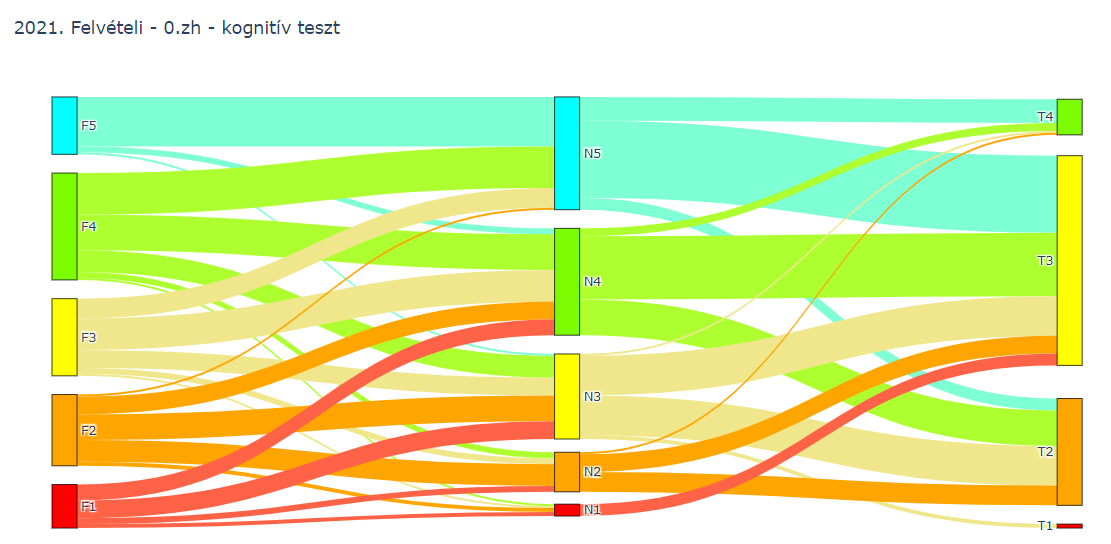 2021. Felvételi - 0.zh - kognitív teszt
F5
F4
F3
F2
F1
N5
N4
N3
N2
N1
T4
T3
T2
T1